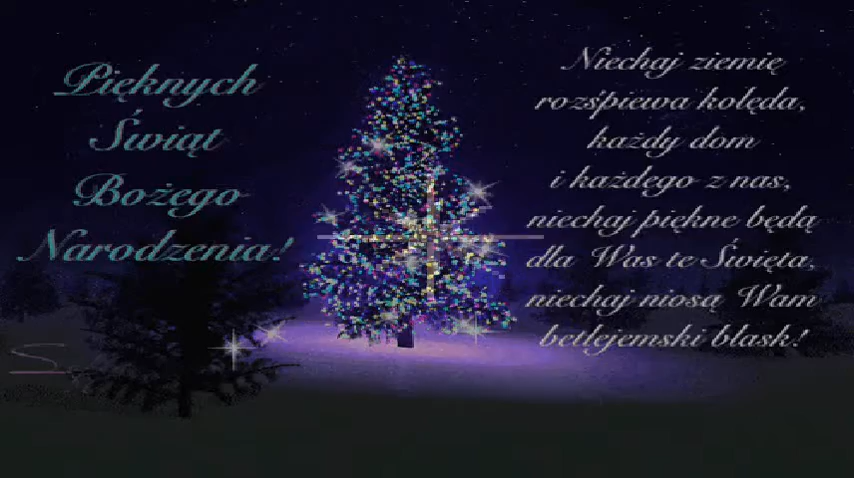 Pięknych
Świąt
Bożego
Narodzenia!
Niechaj ziemię
rozśpiewa kolęda,
każdy dom
i każdego z nas,
niechaj piękne będą
dla Was te Święta,
niechaj niosą Wam
betlejemski blask!